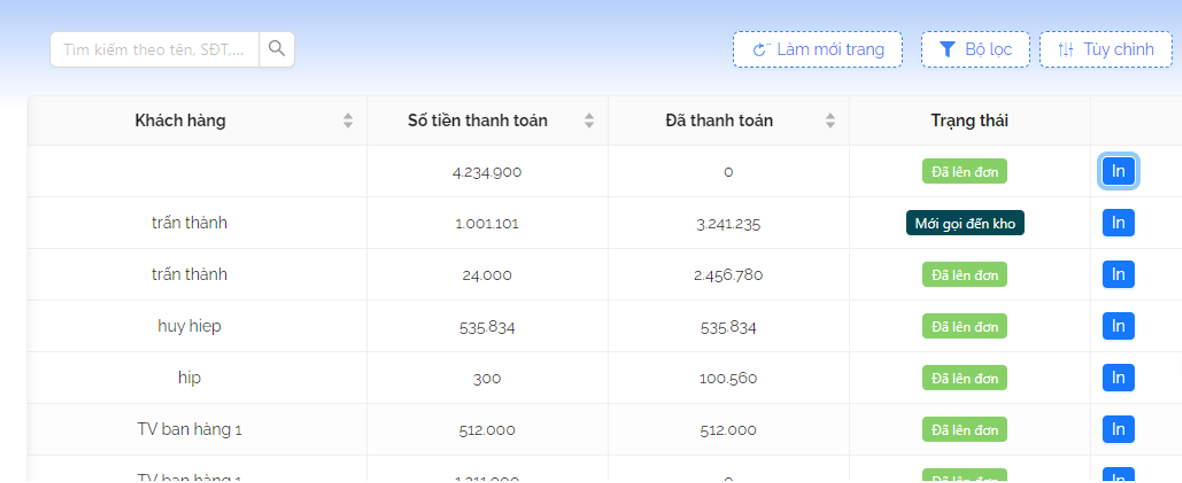 Tìm kiếm theo tên, SĐT,...
Làm mới trang
Bộ lọc
Tùy chỉnh
Khách hàng Số tiền thanh toán Đã thanh toán Trạng thái
4.234.900 0 Đã lên đơn In
trấn thành 1.001.101 3.241.235 Mới gọi đến kho In
trấn thành 24.000 2.456.780 Đã lên đơn In
huy hiep 535.834 535.834 Đã lên đơn In
hip 300 100.560 Đã lên đơn In
TV ban hàng 1 512.000 512.000 Đã lên đơn In
TV ban hàng 1 1.211.000 0 Đã lên đơn In